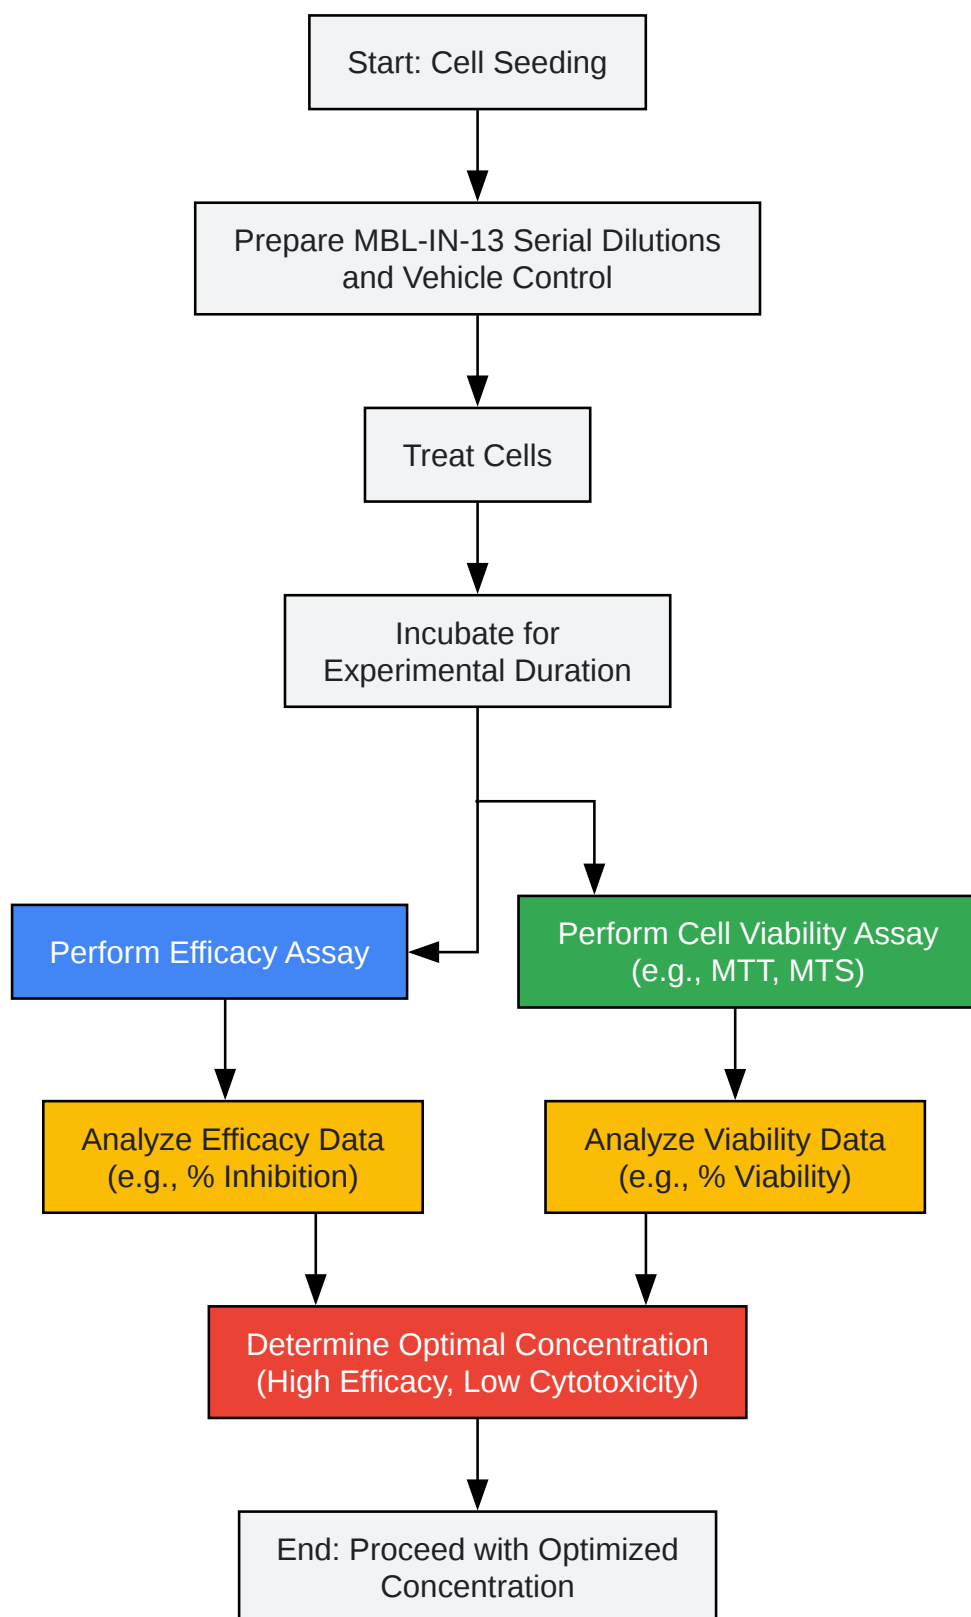 Start: Cell Seeding
Prepare MBL-IN-13 Serial Dilutions
and Vehicle Control
Treat Cells
Incubate for
Experimental Duration
Perform Efficacy Assay
Perform Cell Viability Assay
(e.g., MTT, MTS)
Analyze Efficacy Data
(e.g., % Inhibition)
Analyze Viability Data
(e.g., % Viability)
Determine Optimal Concentration
(High Efficacy, Low Cytotoxicity)
End: Proceed with Optimized
Concentration